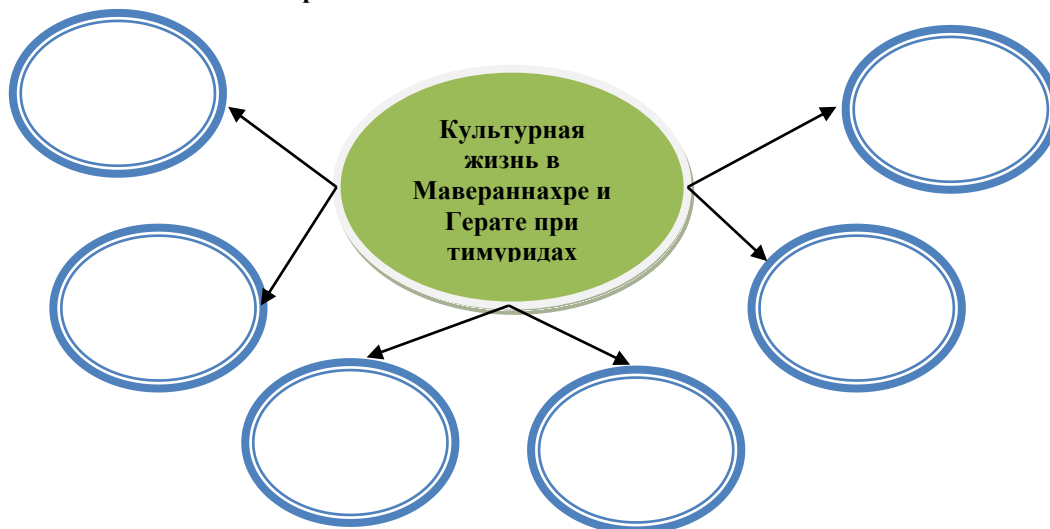 Культурная
жизнь в
Мавераннахре и
Герате при
тимуридах